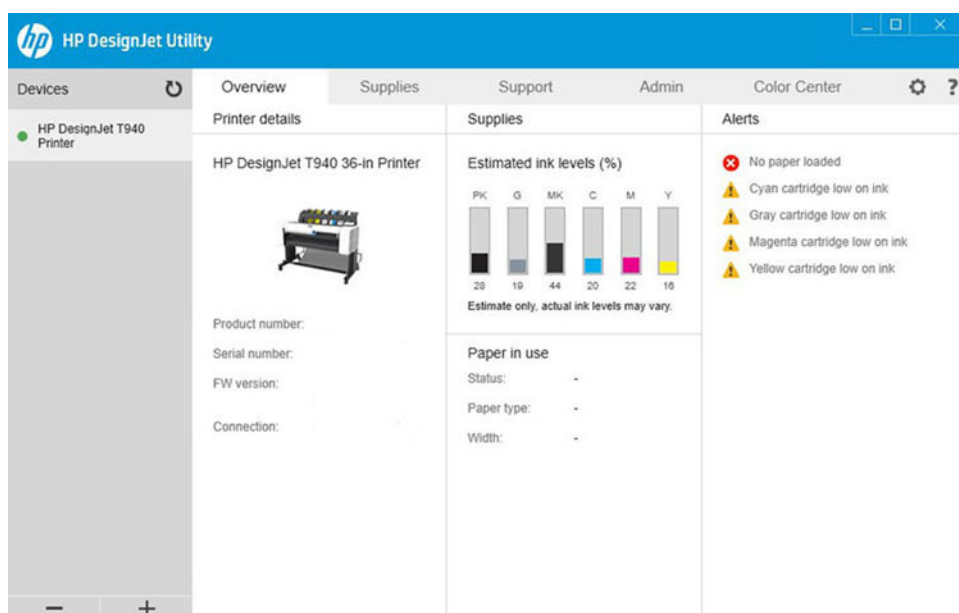 hp HP DesignJet Utility
Devices
HP DesignJet T940
Printer
Overview Supplies Support Admin Color Center ?
Printer details
HP DesignJet T940 36-in Printer
Product number:
Serial number:
FW version:
Connection:
Supplies
Estimated ink levels (%)
PK G MK C M Y
28 19 44 20 22 16
Estimate only, actual ink levels may vary.
Paper in use
Status: -
Paper type: -
Width: -
Alerts
No paper loaded
Cyan cartridge low on ink
Gray cartridge low on ink
Magenta cartridge low on ink
Yellow cartridge low on ink